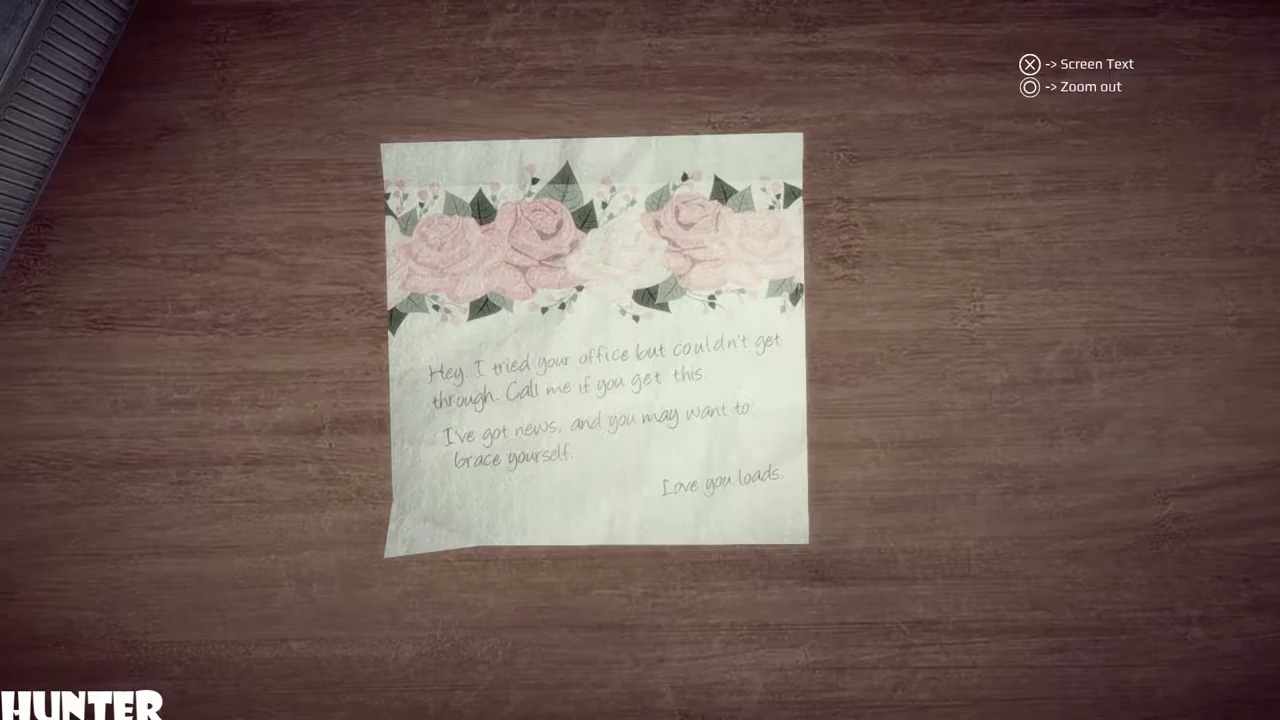 -> Screen Text
-> Zoom out
Hey. I tried your office but couldn't get
through. Call me if you get this.
I've got news, and you may want to
brace yourself.
Love you loads.
HUNTER